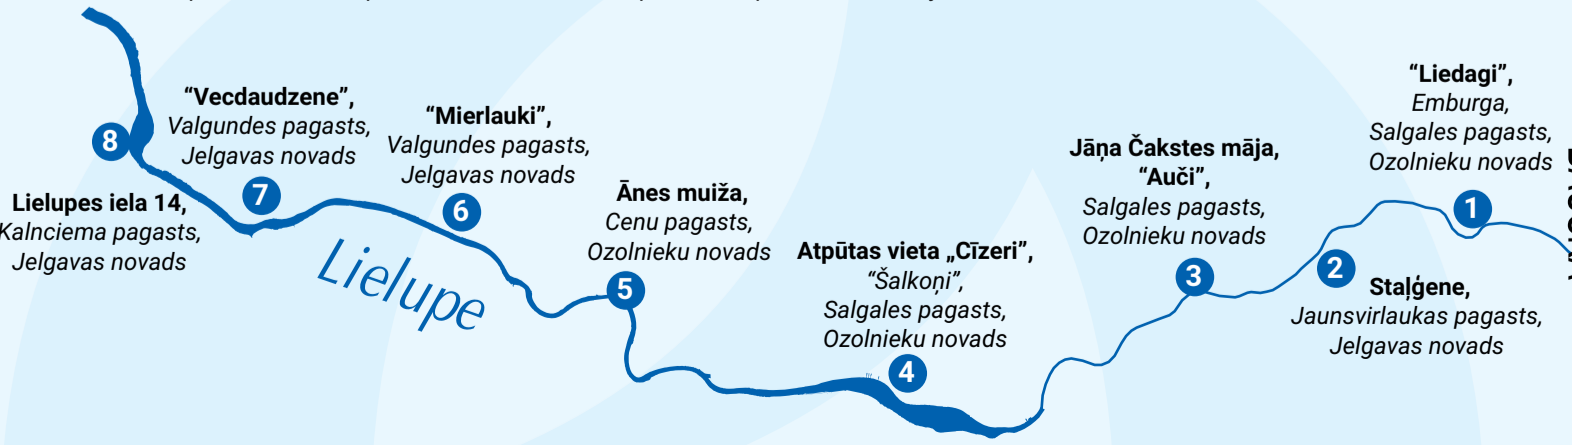 “Liedagi”,
Emburga,
Salgales pagasts,
Ozolnieku novads
1
2
Staļģene,
Jaunsvirlaukas pagasts,
Jelgavas novads
Jāņa Čakstes māja,
“Auči”,
Salgales pagasts,
Ozolnieku novads
3
Atpūtas vieta „Cīzeri”,
“Šalkoņi”,
Salgales pagasts,
Ozolnieku novads
4
Ānes muiža,
Cenu pagasts,
Ozolnieku novads
5
“Mierlauki”,
Valgundes pagasts,
Jelgavas novads
6
“Vecdaudzene”,
Valgundes pagasts,
Jelgavas novads
7
8
Lielupes iela 14,
Kalnciema pagasts,
Jelgavas novads
Lielupe